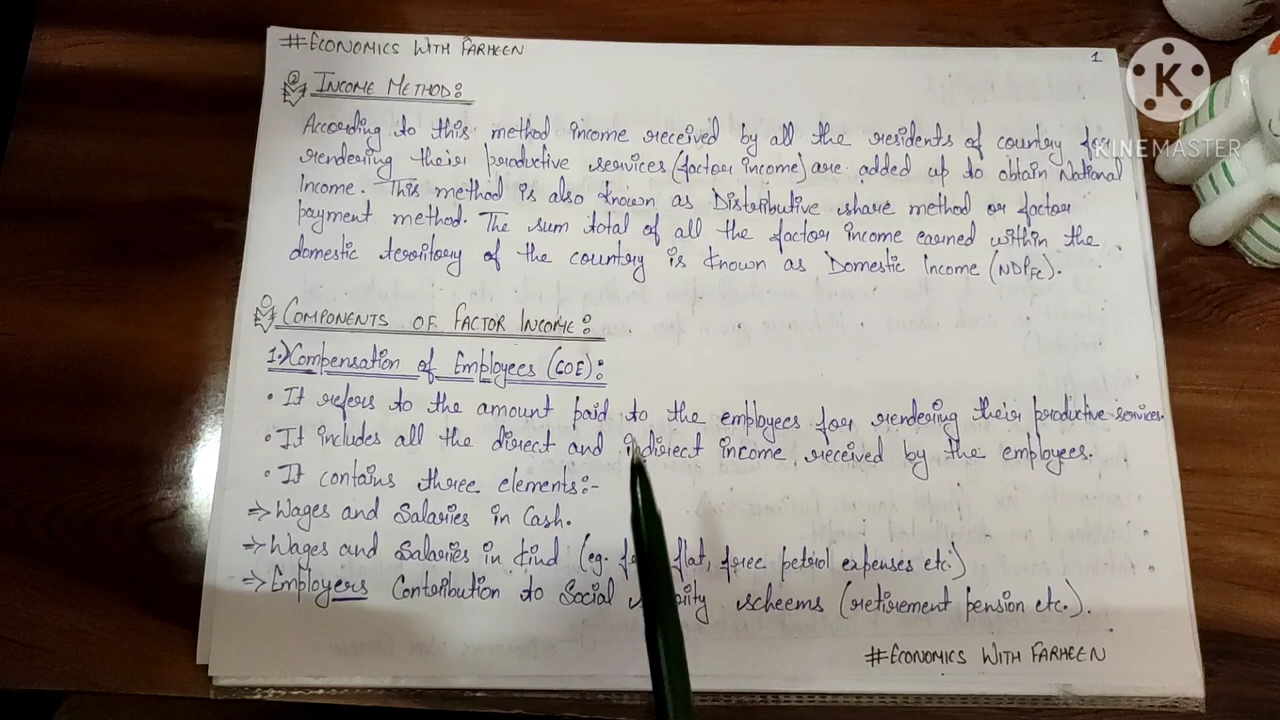 #ECONOMICS WITH FARHEEN
1
② INCOME METHOD:
According to this method income received by all the residents of country for
rendering their productive services (factor income) are added up to obtain National
Income. This method is also known as Distributive share method or factor
payment method. The sum total of all the factor income earned within the
domestic territory of the country is known as Domestic Income (NDPFC).
COMPONENTS OF FACTOR INCOME:
1.) Compensation of Employees (COE):
• It refers to the amount paid to the employees for rendering their productive services.
• It includes all the direct and indirect income received by the employees.
• It contains three elements:-
⇒ Wages and Salaries in Cash.
⇒ Wages and Salaries in kind (eg. flat, free petrol expenses etc.)
⇒ Employers Contribution to Social scheems (retirement pension etc.).
#ECONOMICS WITH FARHEEN
K
KINEMASTER